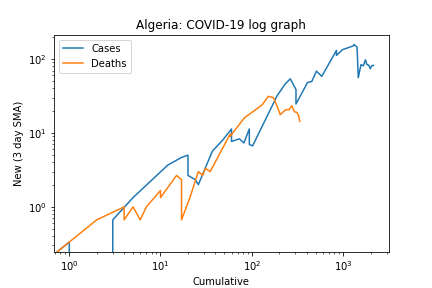 Algeria: COVID-19 log graph
Cases
Deaths
New (3 day SMA)
10²
10¹
10⁰
10⁰
10¹
10²
10³
Cumulative